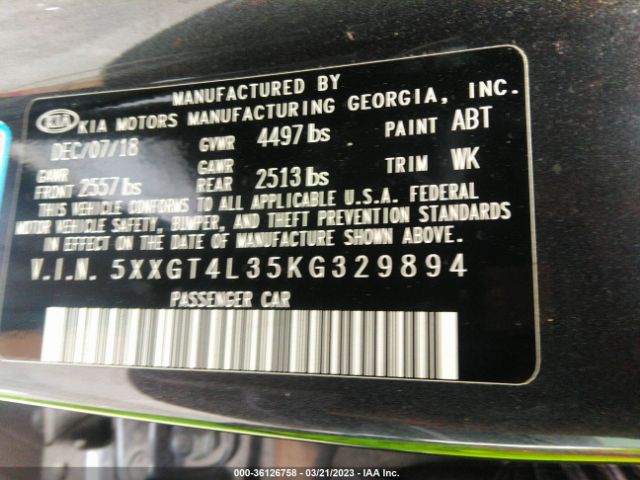 MANUFACTURED BY
KIA KIA MOTORS MANUFACTURING GEORGIA, INC.
DEC/07/18 GVWR 4497 lbs PAINT ABT
GAWR FRONT 2557 lbs GAWR REAR 2513 lbs TRIM WK
THIS VEHICLE CONFORMS TO ALL APPLICABLE U.S.A. FEDERAL
MOTOR VEHICLE SAFETY, BUMPER, AND THEFT PREVENTION STANDARDS
IN EFFECT ON THE DATE OF MANUFACTURE SHOWN ABOVE.
V.I.N. 5XXGT4L35KG329894
PASSENGER CAR
000-36126758 - 03/21/2023 - IAA Inc.